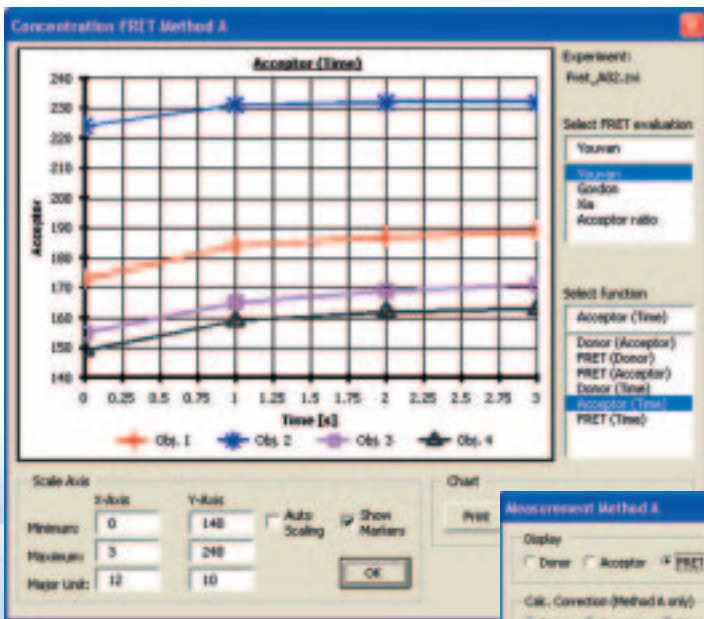 Concentration FRET Method A
Acceptor (Time)
240
230
220
210
200
190
180
170
160
150
140
Acceptor
0 0.25 0.5 0.75 1 1.25 1.5 1.75 2 2.25 2.5 2.75 3
Time [s]
Obj. 1 Obj. 2 Obj. 3 Obj. 4
Experiment:
Fret_A02.ini
Select FRET evaluation
Youvan
Youvan
Gordon
Xia
Acceptor ratio
Select function
Acceptor (Time)
Donor (Acceptor)
FRET (Donor)
FRET (Acceptor)
Donor (Time)
Acceptor (Time)
FRET (Time)
Scale Axis
X-Axis Y-Axis
Minimum: 0 140
Maximum: 3 240
Major Unit: 12 10
Auto Scaling
Show Markers
OK
Chart
Print
Measurement Method A
Display
Donor Acceptor FRET
Calc. Correction (Method A only)